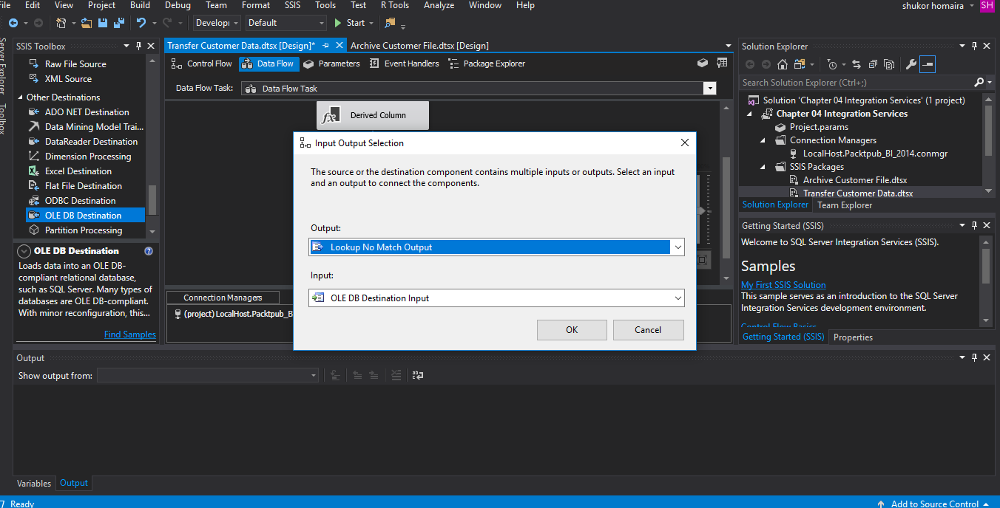 File Edit View Project Build Debug Team Format SSIS Tools Test R Tools Analyze Window Help
shukor homaira SH
Developi Default Start
Server Explorer
Toolbox
SSIS Toolbox
Raw File Source
XML Source
Other Destinations
ADO NET Destination
Data Mining Model Trai...
DataReader Destination
Dimension Processing
Excel Destination
Flat File Destination
ODBC Destination
OLE DB Destination
Partition Processing
OLE DB Destination
Loads data into an OLE DB-
compliant relational database,
such as SQL Server. Many types of
databases are OLE DB-compliant.
With minor reconfiguration, this...
Find Samples
Transfer Customer Data.dtsx [Design]* Archive Customer File.dtsx [Design]
Control Flow Data Flow Parameters Event Handlers Package Explorer
Data Flow Task: Data Flow Task
fx Derived Column
Input Output Selection
The source or the destination component contains multiple inputs or outputs. Select an input
and an output to connect the components.
Output:
Lookup No Match Output
Input:
OLE DB Destination Input
OK Cancel
Connection Managers
(project) LocalHost.Packtpub_B
Solution Explorer
Search Solution Explorer (Ctrl+;)
Solution 'Chapter 04 Integration Services' (1 project)
Chapter 04 Integration Services
Project.params
Connection Managers
LocalHost.Packtpub_BI_2014.conmgr
SSIS Packages
Archive Customer File.dtsx
Transfer Customer Data.dtsx
Solution Explorer Team Explorer
Getting Started (SSIS)
Welcome to SQL Server Integration Services (SSIS).
Samples
My First SSIS Solution
This sample serves as an introduction to the SQL Server
Integration Services development environment.
Control Flow Basics
Getting Started (SSIS) Properties
Output
Show output from:
Variables Output
Ready
Add to Source Control